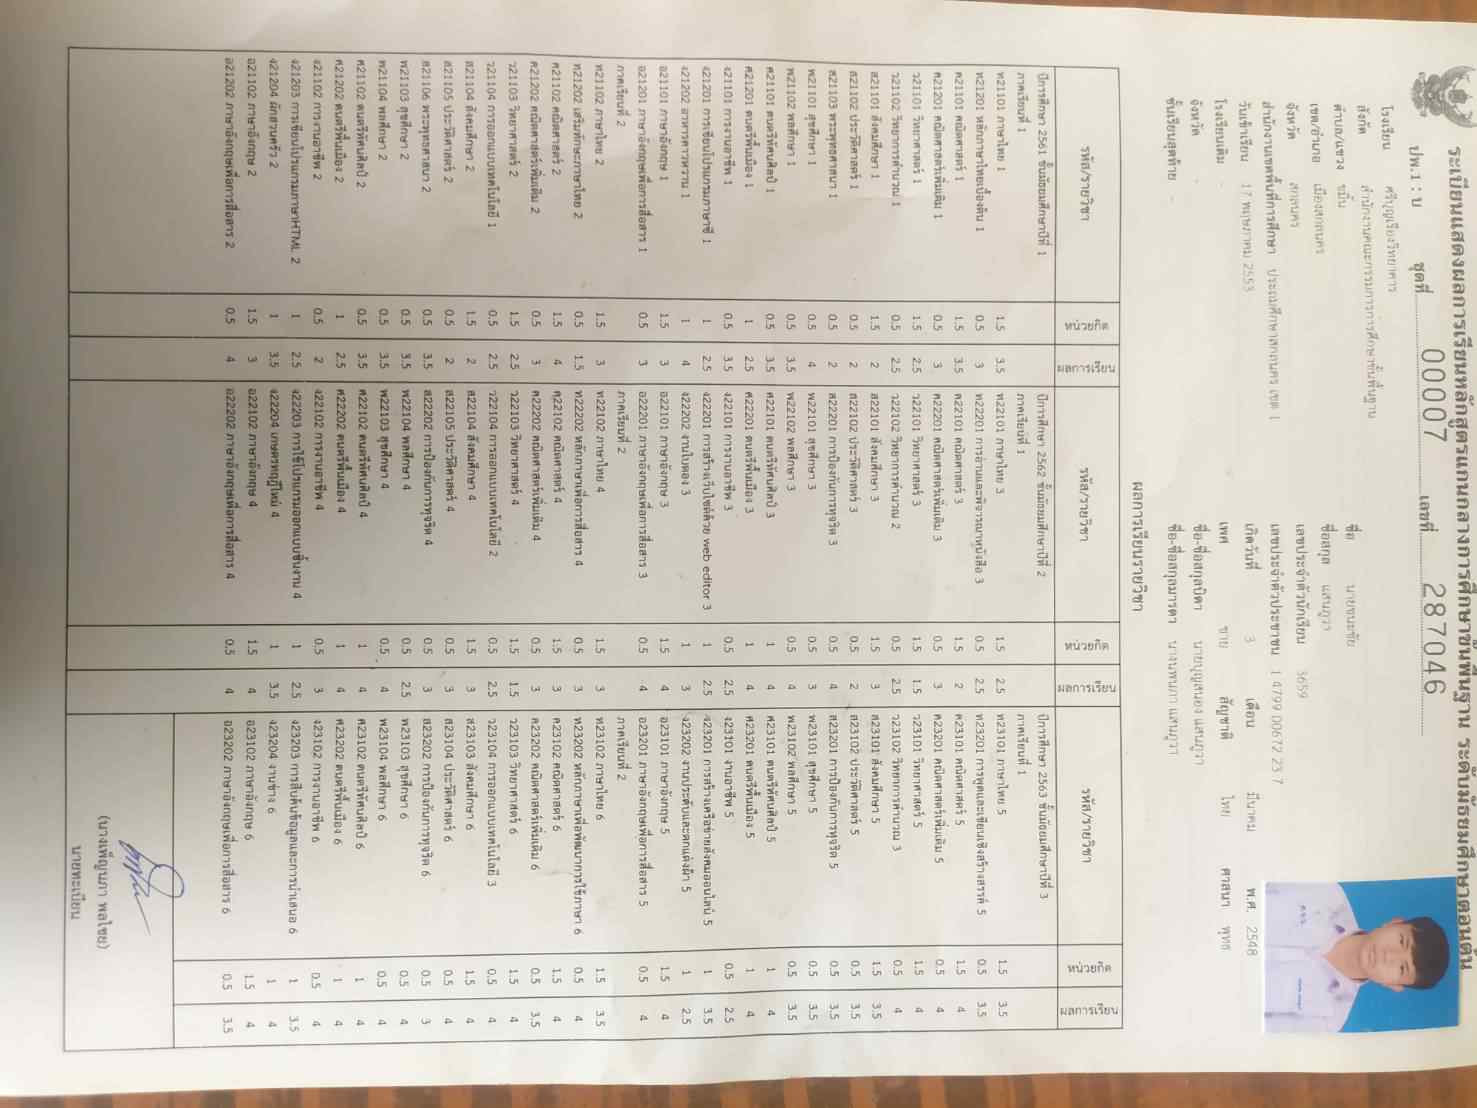 ระเบียนแสดงผลการเรียนหลักสูตรแกนกลางการศึกษาขั้นพื้นฐาน ระดับมัธยมศึกษาตอนต้น
ปพ.1 : บ ชุดที่ 00007 เลขที่ 287046
โรงเรียน ศรีบุญเรืองวิทยาคาร
สังกัด สำนักงานคณะกรรมการการศึกษาขั้นพื้นฐาน
ตำบล/แขวง ขมิ้น
เขต/อำเภอ เมืองสกลนคร
จังหวัด สกลนคร
สำนักงานเขตพื้นที่การศึกษา ประถมศึกษาสกลนคร เขต 1
วันเข้าเรียน 17 พฤษภาคม 2553
โรงเรียนเดิม -
จังหวัด -
ชั้นเรียนสุดท้าย -
ชื่อ นายชนะชัย
ชื่อสกุล แสนภูวา
เลขประจำตัวนักเรียน 3659
เลขประจำตัวประชาชน 1 4799 00672 23 7
เกิดวันที่ 3 เดือน มีนาคม พ.ศ. 2548
เพศ ชาย สัญชาติ ไทย ศาสนา พุทธ
ชื่อ-ชื่อสกุลบิดา นายบุญสนอง แสนภูวา
ชื่อ-ชื่อสกุลมารดา นางนพนภา แสนภูวา
ผลการเรียนรายวิชา
รหัส/รายวิชา หน่วยกิต ผลการเรียน
ปีการศึกษา 2561 ชั้นมัธยมศึกษาปีที่ 1
ภาคเรียนที่ 1
ท21101 ภาษาไทย 1 1.5 3.5
ท21201 หลักภาษาไทยเบื้องต้น 1 0.5 3
ค21101 คณิตศาสตร์ 1 1.5 3.5
ค21201 คณิตศาสตร์เพิ่มเติม 1 0.5 3
ว21101 วิทยาศาสตร์ 1 1.5 2.5
ว21102 วิทยาการคำนวณ 1 0.5 2.5
ส21101 สังคมศึกษา 1 1.5 2
ส21102 ประวัติศาสตร์ 1 0.5 2
ส21103 พระพุทธศาสนา 1 0.5 2
พ21101 สุขศึกษา 1 0.5 4
พ21102 พลศึกษา 1 0.5 3.5
ศ21101 ดนตรีทัศนศิลป์ 1 0.5 3.5
ศ21201 ดนตรีพื้นเมือง 1 1 2.5
ง21101 การงานอาชีพ 1 0.5 3.5
ง21201 การเขียนโปรแกรมภาษาซี 1 1 2.5
ง21202 อาหารคาวหวาน 1 1 4
อ21101 ภาษาอังกฤษ 1 1.5 3
อ21201 ภาษาอังกฤษเพื่อการสื่อสาร 1 0.5 3
ภาคเรียนที่ 2
ท21102 ภาษาไทย 2 1.5 3
ท21202 เสริมทักษะภาษาไทย 2 0.5 1.5
ค21102 คณิตศาสตร์ 2 1.5 4
ค21202 คณิตศาสตร์เพิ่มเติม 2 0.5 3
ว21103 วิทยาศาสตร์ 2 1.5 2.5
ว21104 การออกแบบเทคโนโลยี 1 0.5 2.5
ส21104 สังคมศึกษา 2 1.5 2
ส21105 ประวัติศาสตร์ 2 0.5 2
ส21106 พระพุทธศาสนา 2 0.5 3.5
พ21103 สุขศึกษา 2 0.5 3.5
พ21104 พลศึกษา 2 0.5 3.5
ศ21102 ดนตรีทัศนศิลป์ 2 0.5 3.5
ศ21202 ดนตรีพื้นเมือง 2 1 2.5
ง21102 การงานอาชีพ 2 0.5 2
ง21203 การเขียนโปรแกรมภาษาHTML 2 1 2.5
ง21204 ผักสวนครัว 2 1 3.5
อ21102 ภาษาอังกฤษ 2 1.5 3
อ21202 ภาษาอังกฤษเพื่อการสื่อสาร 2 0.5 4
รหัส/รายวิชา หน่วยกิต ผลการเรียน
ปีการศึกษา 2562 ชั้นมัธยมศึกษาปีที่ 2
ภาคเรียนที่ 1
ท22101 ภาษาไทย 3 1.5 2.5
ท22201 การอ่านและพิจารณาหนังสือ 3 0.5 2.5
ค22101 คณิตศาสตร์ 3 1.5 2
ค22201 คณิตศาสตร์เพิ่มเติม 3 0.5 3
ว22101 วิทยาศาสตร์ 3 1.5 1.5
ว22102 วิทยาการคำนวณ 2 0.5 2.5
ส22101 สังคมศึกษา 3 1.5 3
ส22102 ประวัติศาสตร์ 3 0.5 2
ส22201 การป้องกันการทุจริต 3 0.5 4
พ22101 สุขศึกษา 3 0.5 3
พ22102 พลศึกษา 3 0.5 4
ศ22101 ดนตรีทัศนศิลป์ 3 1 4
ศ22201 ดนตรีพื้นเมือง 3 1 4
ง22101 การงานอาชีพ 3 0.5 2.5
ง22201 การสร้างเว็บไซต์ด้วย web editor 3 1 2.5
ง22202 งานใบตอง 3 1 3
อ22101 ภาษาอังกฤษ 3 1.5 4
อ22201 ภาษาอังกฤษเพื่อการสื่อสาร 3 0.5 4
ภาคเรียนที่ 2
ท22102 ภาษาไทย 4 1.5 3
ท22202 หลักภาษาเพื่อการสื่อสาร 4 0.5 3
ค22102 คณิตศาสตร์ 4 1.5 3
ค22202 คณิตศาสตร์เพิ่มเติม 4 0.5 3
ว22103 วิทยาศาสตร์ 4 1.5 1.5
ว22104 การออกแบบเทคโนโลยี 2 0.5 2.5
ส22104 สังคมศึกษา 4 1.5 3
ส22105 ประวัติศาสตร์ 4 0.5 3
ส22202 การป้องกันการทุจริต 4 0.5 3
พ22104 พลศึกษา 4 0.5 2.5
พ22103 สุขศึกษา 4 0.5 4
ศ22102 ดนตรีทัศนศิลป์ 4 1 4
ศ22202 ดนตรีพื้นเมือง 4 1 4
ง22102 การงานอาชีพ 4 0.5 3
ง22203 การใช้โปรแกรมออกแบบชิ้นงาน 4 1 2.5
ง22204 เกษตรทฤฎีใหม่ 4 1 3.5
อ22102 ภาษาอังกฤษ 4 1.5 4
อ22202 ภาษาอังกฤษเพื่อการสื่อสาร 4 0.5 4
รหัส/รายวิชา หน่วยกิต ผลการเรียน
ปีการศึกษา 2563 ชั้นมัธยมศึกษาปีที่ 3
ภาคเรียนที่ 1
ท23101 ภาษาไทย 5 1.5 3.5
ท23201 การพูดและเขียนเชิงสร้างสรรค์ 5 0.5 3.5
ค23101 คณิตศาสตร์ 5 1.5 4
ค23201 คณิตศาสตร์เพิ่มเติม 5 0.5 4
ว23101 วิทยาศาสตร์ 5 1.5 4
ว23102 วิทยาการคำนวณ 3 0.5 4
ส23101 สังคมศึกษา 5 1.5 3.5
ส23102 ประวัติศาสตร์ 5 0.5 3.5
ส23201 การป้องกันการทุจริต 5 0.5 3.5
พ23101 สุขศึกษา 5 0.5 3.5
พ23102 พลศึกษา 5 0.5 3.5
ศ23101 ดนตรีทัศนศิลป์ 5 1 4
ศ23201 ดนตรีพื้นเมือง 5 1 4
ง23101 งานอาชีพ 5 0.5 2.5
ง23201 การสร้างเครือข่ายสังคมออนไลน์ 5 1 3.5
ง23202 งานประดับและตกแต่งผ้า 5 1 2.5
อ23101 ภาษาอังกฤษ 5 1.5 4
อ23201 ภาษาอังกฤษเพื่อการสื่อสาร 5 0.5 4
ภาคเรียนที่ 2
ท23102 ภาษาไทย 6 1.5 3.5
ท23202 หลักภาษาเพื่อพัฒนาการใช้ภาษา 6 0.5 4
ค23102 คณิตศาสตร์ 6 1.5 4
ค23202 คณิตศาสตร์เพิ่มเติม 6 0.5 3.5
ว23103 วิทยาศาสตร์ 6 1.5 4
ว23104 การออกแบบเทคโนโลยี 3 0.5 4
ส23103 สังคมศึกษา 6 1.5 4
ส23104 ประวัติศาสตร์ 6 0.5 4
ส23202 การป้องกันการทุจริต 6 0.5 3
พ23103 สุขศึกษา 6 0.5 4
พ23104 พลศึกษา 6 0.5 4
ศ23102 ดนตรีทัศนศิลป์ 6 1 4
ศ23202 ดนตรีพื้นเมือง 6 1 4
ง23102 การงานอาชีพ 6 0.5 4
ง23203 การสืบค้นข้อมูลและการนำเสนอ 6 1 3.5
ง23204 งานช่าง 6 1 4
อ23102 ภาษาอังกฤษ 6 1.5 4
อ23202 ภาษาอังกฤษเพื่อการสื่อสาร 6 0.5 3.5
(นางเพ็ญนภา พลไชย)
นายทะเบียน